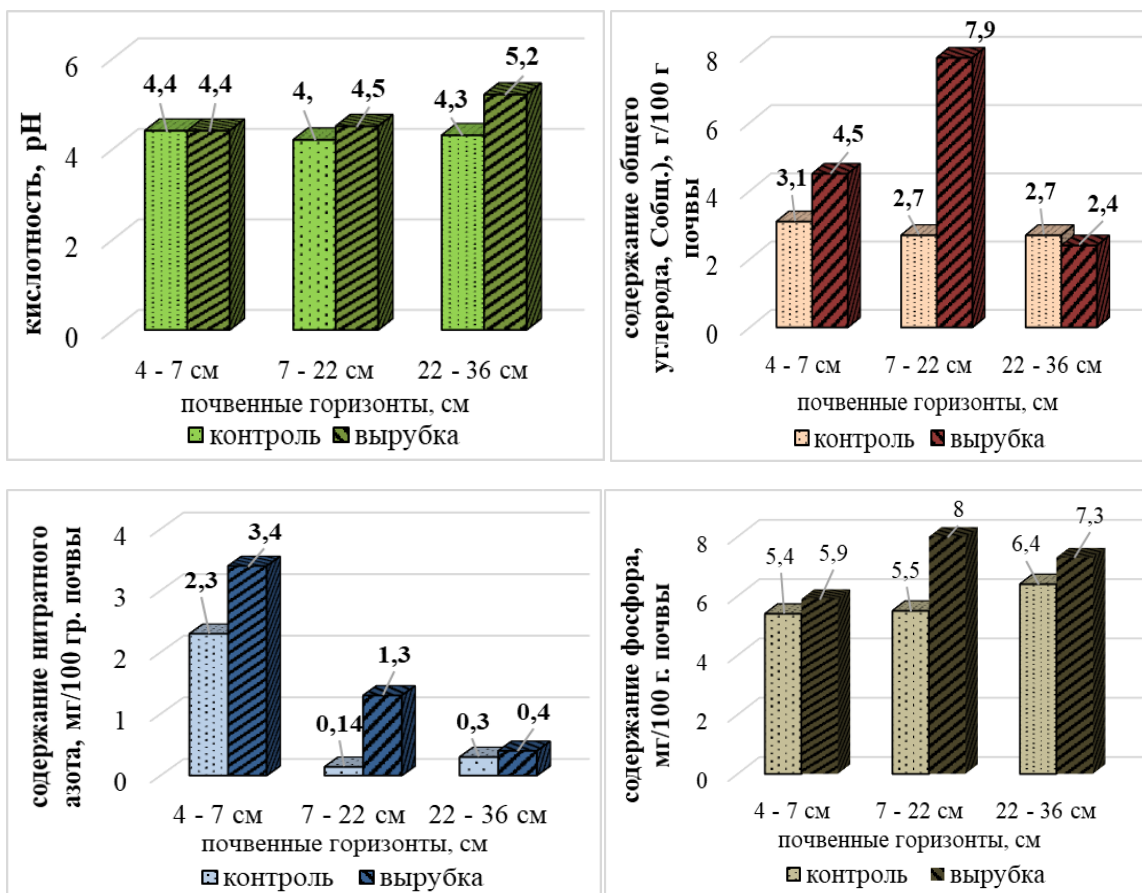 кислотность, рН
6
4
2
0
4,4
4,4
4,
4,5
4,3
5,2
4 - 7 см
7 - 22 см
22 - 36 см
почвенные горизонты, см
контроль
вырубка
содержание общего
углерода, Собщ.), г/100 г
почвы
8
6
4
2
0
3,1
4,5
2,7
7,9
2,7
2,4
4 - 7 см
7 - 22 см
22 - 36 см
почвенные горизонты, см
контроль
вырубка
содержание нитратного
азота, мг/100 гр. почвы
4
3
2
1
0
2,3
3,4
0,14
1,3
0,3
0,4
4 - 7 см
7 - 22 см
22 - 36 см
почвенные горизонты, см
контроль
вырубка
содержание фосфора,
мг/100 г. почвы
8
6
4
2
0
5,4
5,9
5,5
8
6,4
7,3
4 - 7 см
7 - 22 см
22 - 36 см
почвенные горизонты, см
контроль
вырубка